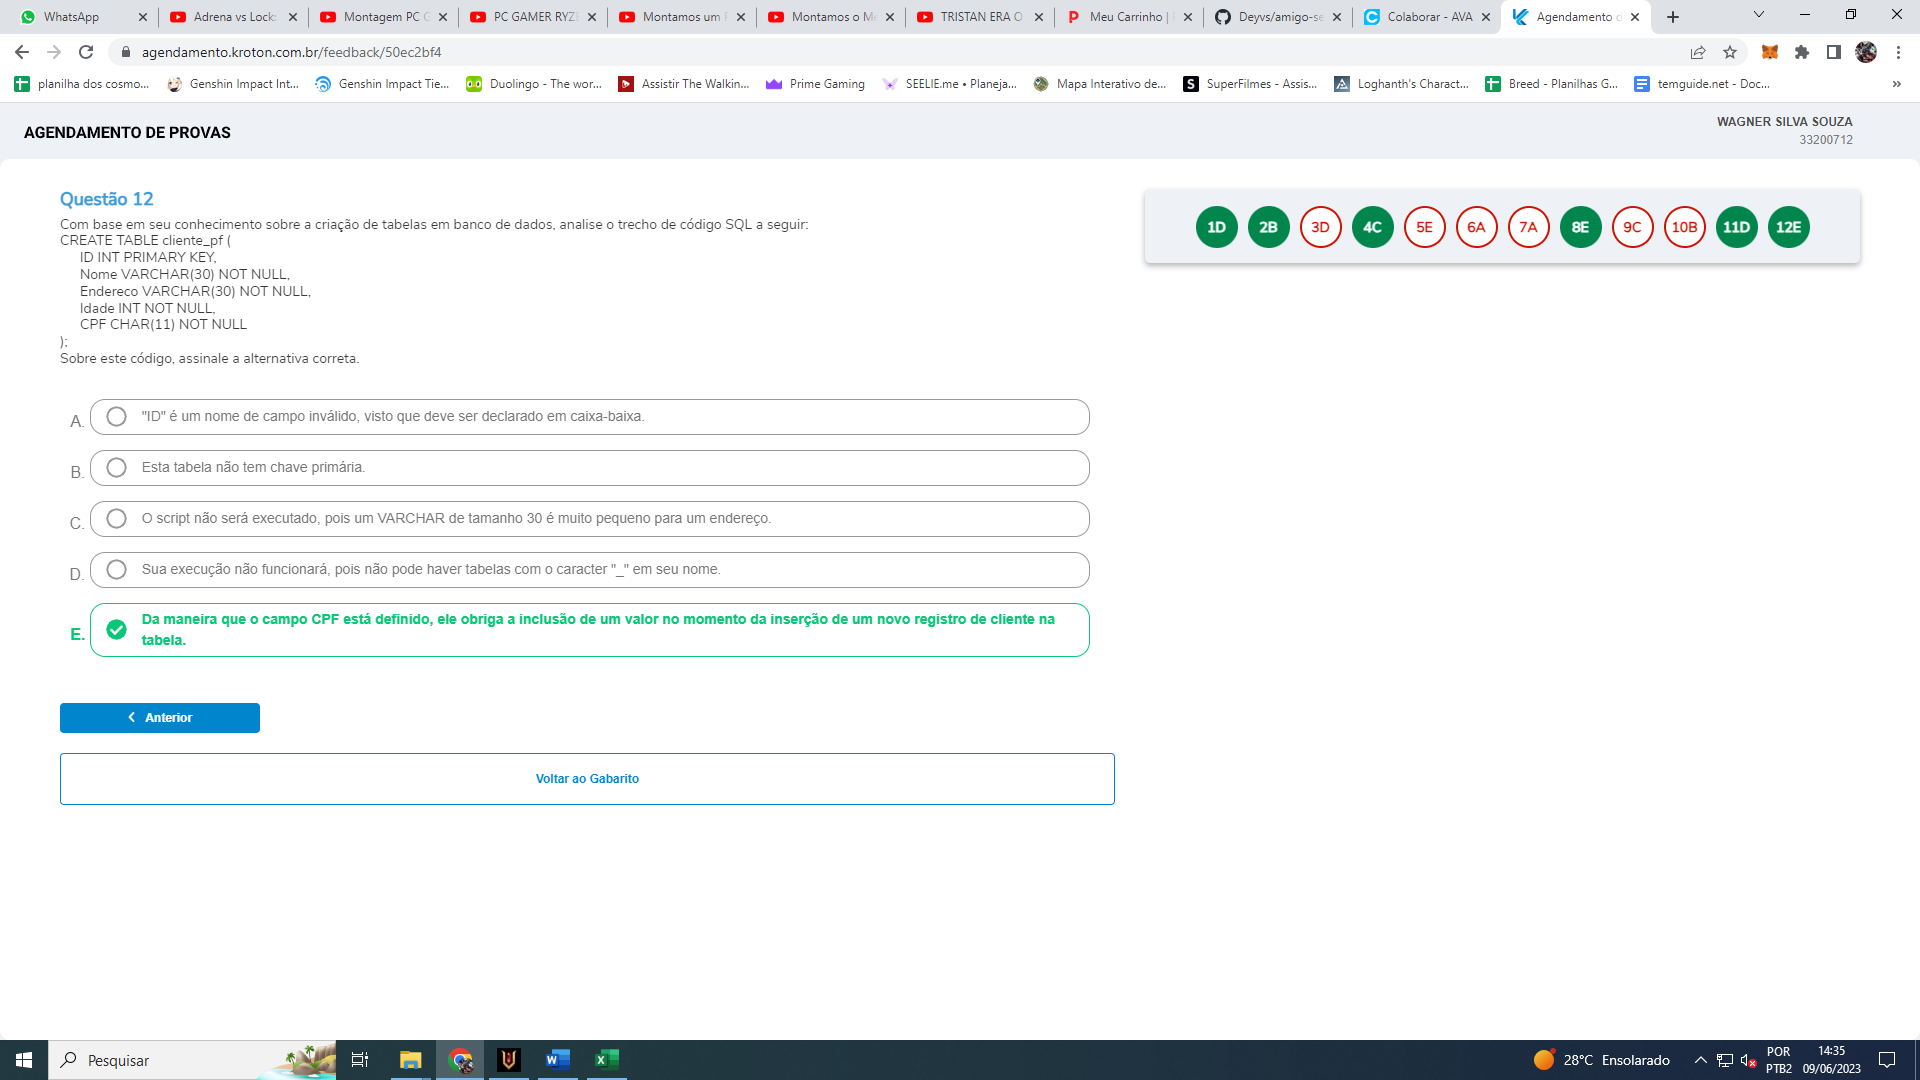 WhatsApp
Adrena vs Lock
Montagem PC G
PC GAMER RYZE
Montamos um
Montamos o Me
TRISTAN ERA O
Meu Carrinho |
Deyvs/amigo-se
Colaborar - AVA
Agendamento d
agendamento.kroton.com.br/feedback/50ec2bf4
planilha dos cosmo...
Genshin Impact Int...
Genshin Impact Tie...
Duolingo - The wor...
Assistir The Walkin...
Prime Gaming
SEELIE.me • Planeja...
Mapa Interativo de...
SuperFilmes - Assis...
Loghanth's Charact...
Breed - Planilhas G...
temguide.net - Doc...
»
AGENDAMENTO DE PROVAS
WAGNER SILVA SOUZA
33200712
Questão 12
1D 2B 3D 4C 5E 6A 7A 8E 9C 10B 11D 12E
Com base em seu conhecimento sobre a criação de tabelas em banco de dados, analise o trecho de código SQL a seguir:
CREATE TABLE cliente_pf (
ID INT PRIMARY KEY,
Nome VARCHAR(30) NOT NULL,
Endereco VARCHAR(30) NOT NULL,
Idade INT NOT NULL,
CPF CHAR(11) NOT NULL
);
Sobre este código, assinale a alternativa correta.
A. "ID" é um nome de campo inválido, visto que deve ser declarado em caixa-baixa.
B. Esta tabela não tem chave primária.
C. O script não será executado, pois um VARCHAR de tamanho 30 é muito pequeno para um endereço.
D. Sua execução não funcionará, pois não pode haver tabelas com o caracter "_" em seu nome.
E. Da maneira que o campo CPF está definido, ele obriga a inclusão de um valor no momento da inserção de um novo registro de cliente na
tabela.
Anterior
Voltar ao Gabarito
Pesquisar
28°C Ensolarado
POR
PTB2
14:35
09/06/2023